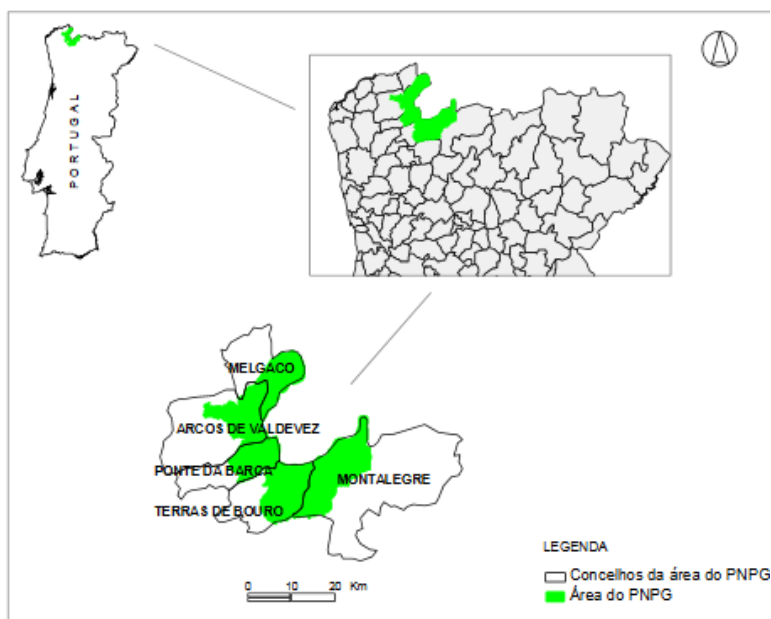 PORTUGAL
MELGACO
ARCOS DE VALDEVEZ
PONTE DA BARCA
MONTALEGRE
TERRAS DE BOURO
0 10 20 Km
LEGENDA
Concelhos da área do PNPG
Área do PNPG